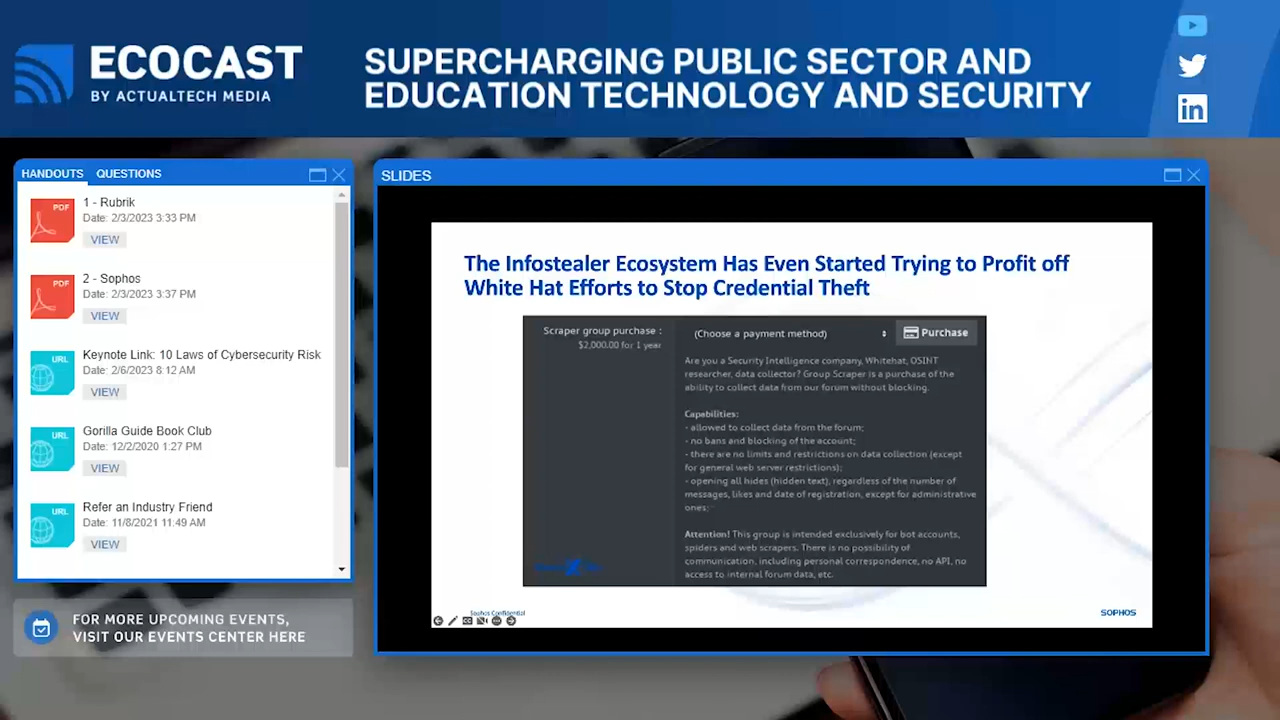 ECOCAST
BY ACTUALTECH MEDIA
SUPERCHARGING PUBLIC SECTOR AND
EDUCATION TECHNOLOGY AND SECURITY
in
HANDOUTS QUESTIONS
PDF
1 - Rubrik
Date: 2/3/2023 3:33 PM
VIEW
PDF
2 - Sophos
Date: 2/3/2023 3:37 PM
VIEW
URL
Keynote Link: 10 Laws of Cybersecurity Risk
Date: 2/6/2023 8:12 AM
VIEW
URL
Gorilla Guide Book Club
Date: 12/2/2020 1:27 PM
VIEW
URL
Refer an Industry Friend
Date: 11/8/2021 11:49 AM
VIEW
FOR MORE UPCOMING EVENTS,
VISIT OUR EVENTS CENTER HERE
SLIDES
The Infostealer Ecosystem Has Even Started Trying to Profit off
White Hat Efforts to Stop Credential Theft
Scraper group purchase :
$2,000.00 for 1 year
(Choose a payment method)
Purchase
Are you a Security Intelligence company, Whitehat, OSINT
researcher, data collector? Group Scraper is a purchase of the
ability to collect data from our forum without blocking.
Capabilities:
- allowed to collect data from the forum;
- no bans and blocking of the account;
- there are no limits and restrictions on data collection (except
for general web server restrictions);
- opening all hides (hidden text), regardless of the number of
messages, likes and date of registration, except for administrative
ones;
Attention! This group is intended exclusively for bot accounts,
spiders and web scrapers. There is no possibility of
communication, including personal correspondence, no API, no
access to internal forum data, etc.
Sophos Confidential
SOPHOS